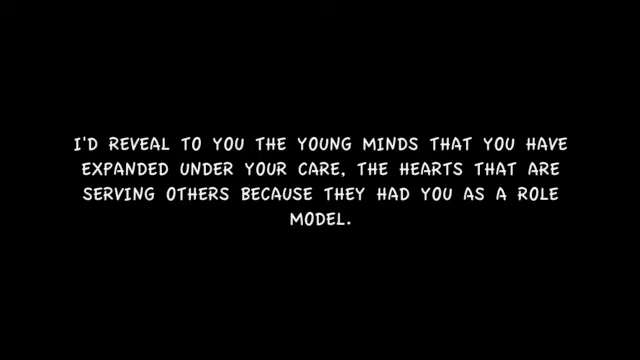 I'D REVEAL TO YOU THE YOUNG MINDS THAT YOU HAVE
EXPANDED UNDER YOUR CARE, THE HEARTS THAT ARE
SERVING OTHERS BECAUSE THEY HAD YOU AS A ROLE
MODEL.